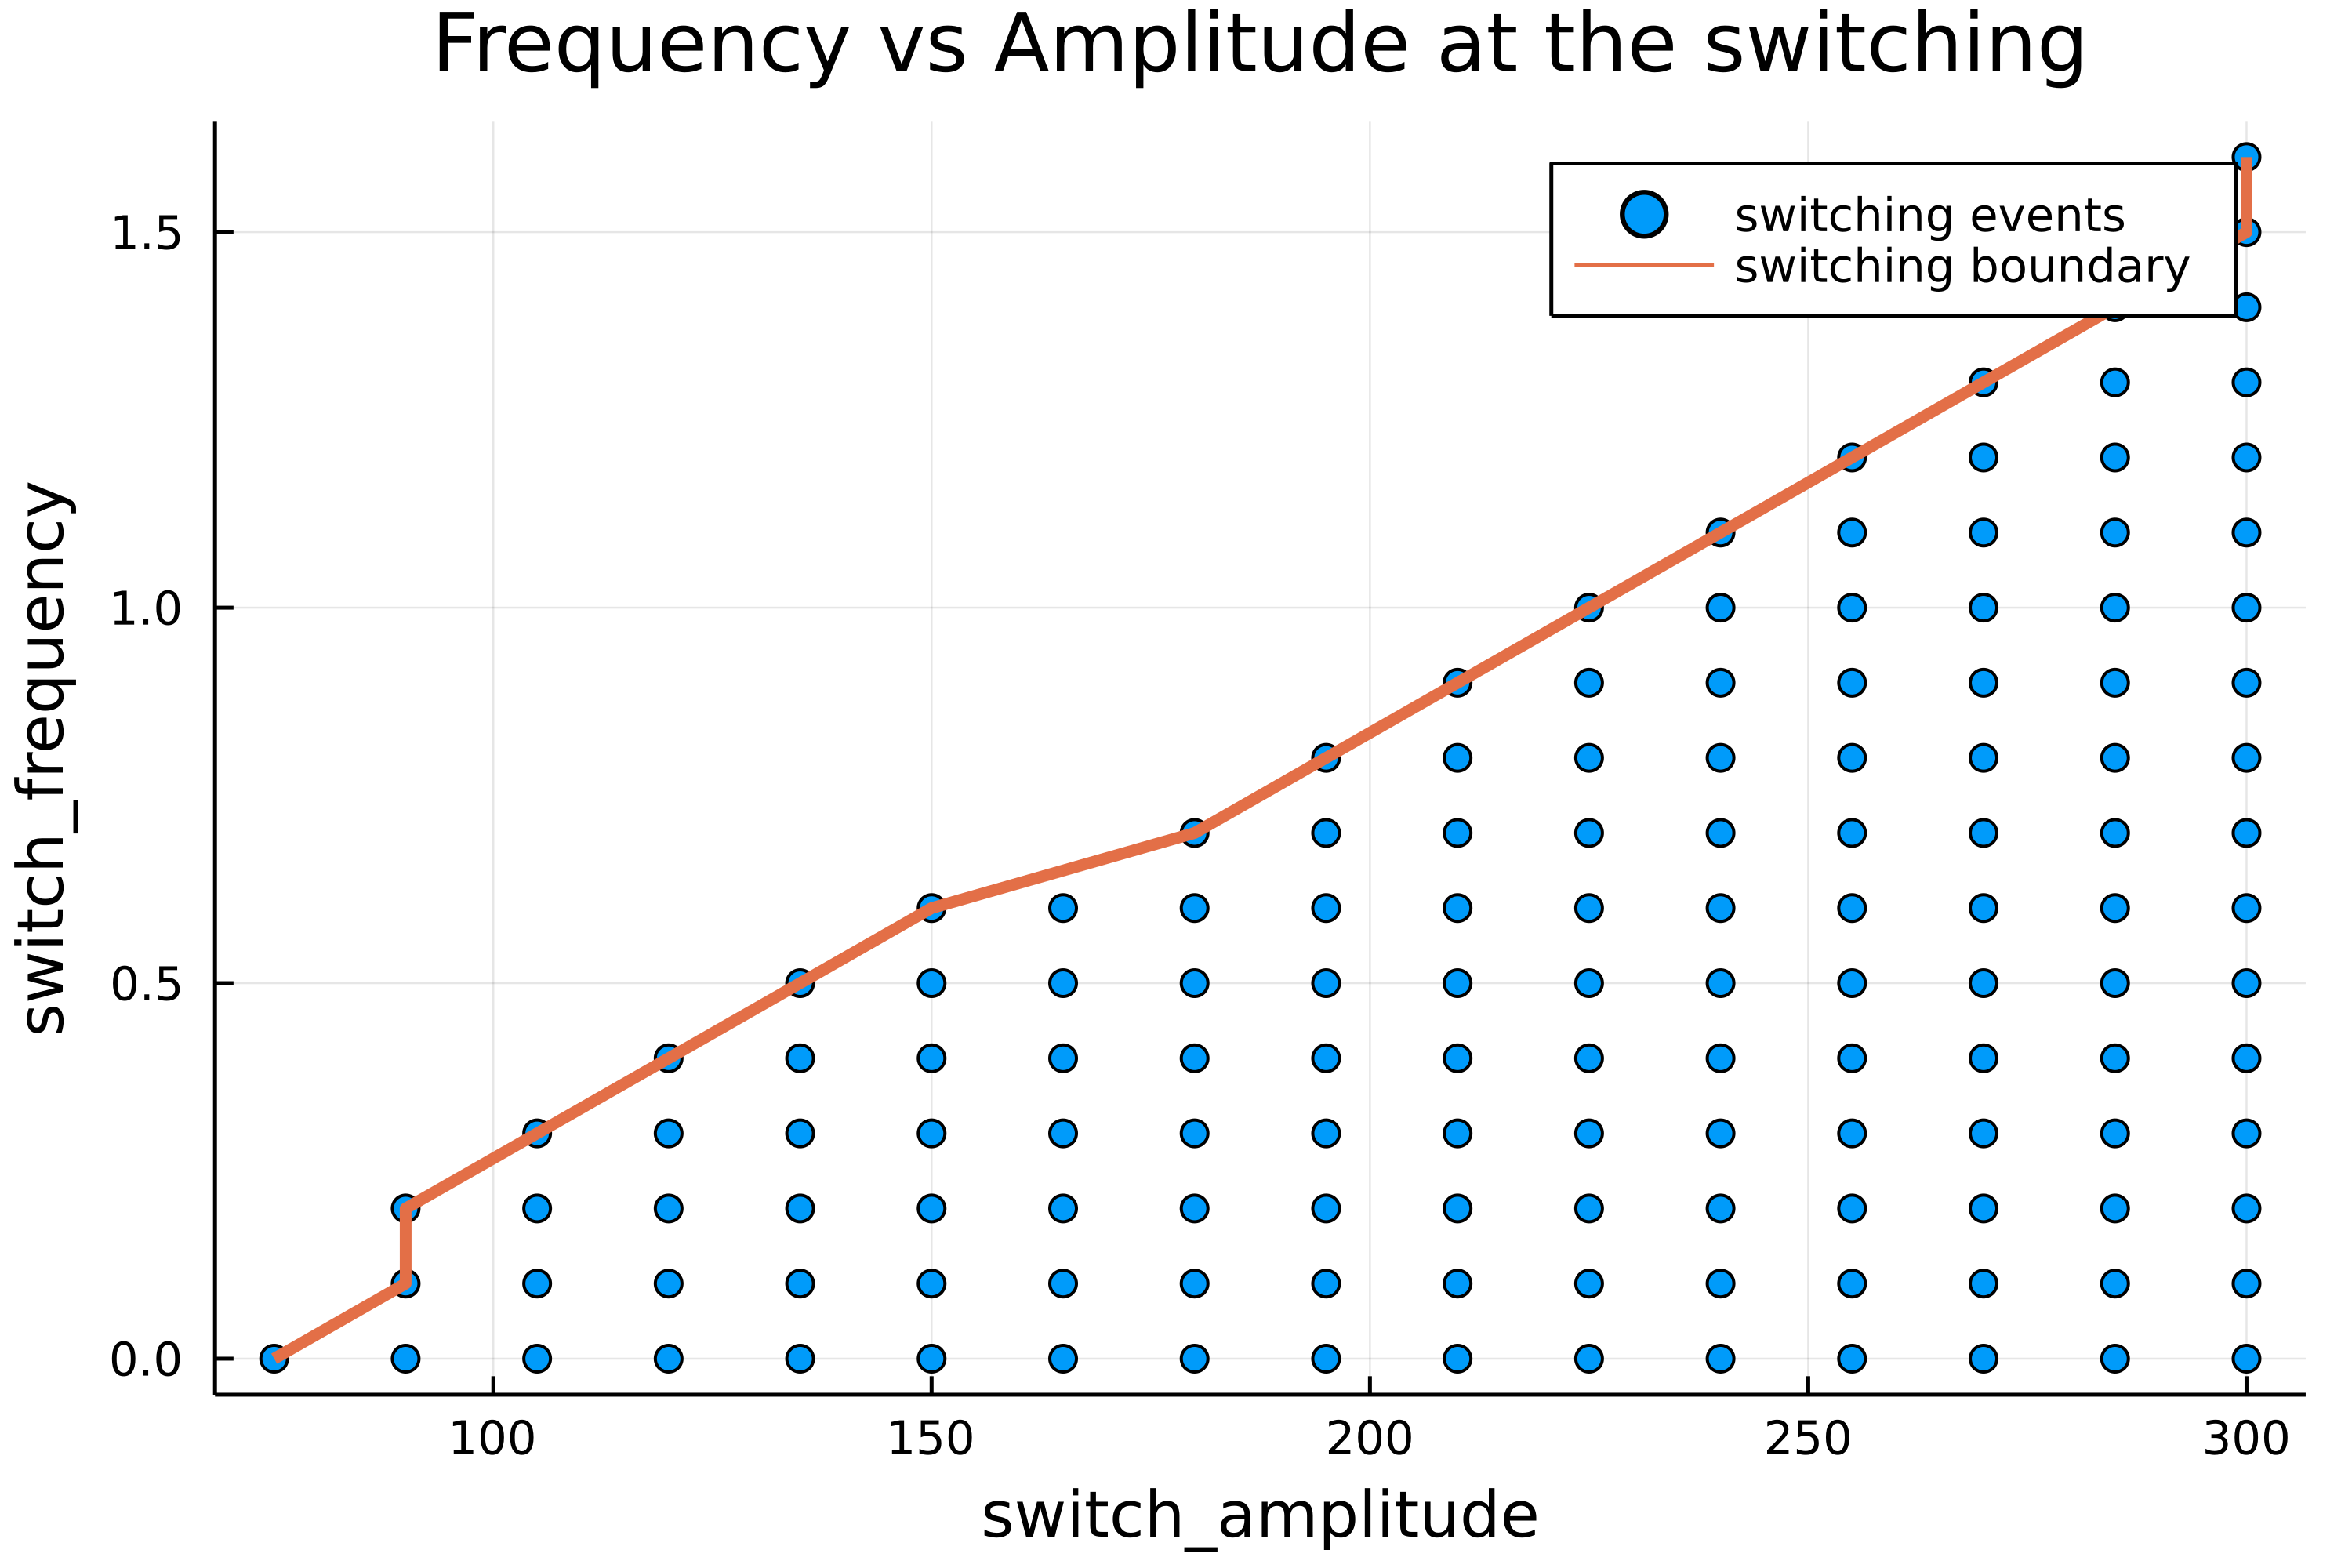 Frequency vs Amplitude at the switching
switching events
switching boundary
switch_frequency
1.5
1.0
0.5
0.0
100
150
200
250
300
switch_amplitude